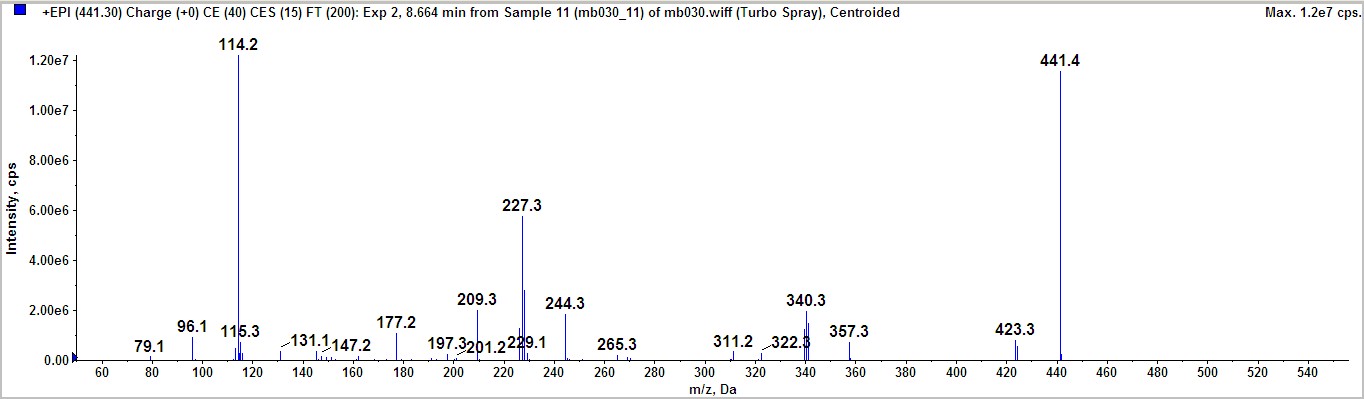 +EPI (441.30) Charge (+0) CE (40) CES (15) FT (200): Exp 2, 8.664 min from Sample 11 (mb030_11) of mb030.wiff (Turbo Spray), Centroided
Max. 1.2e7 cps.
Intensity, cps
1.20e7
1.00e7
8.00e6
6.00e6
4.00e6
2.00e6
0.00
114.2
441.4
227.3
209.3
244.3
340.3
96.1
177.2
423.3
79.1
115.3
131.1
147.2
197.3
201.2
229.1
265.3
311.2
322.3
357.3
60 80 100 120 140 160 180 200 220 240 260 280 300 320 340 360 380 400 420 440 460 480 500 520 540
m/z, Da